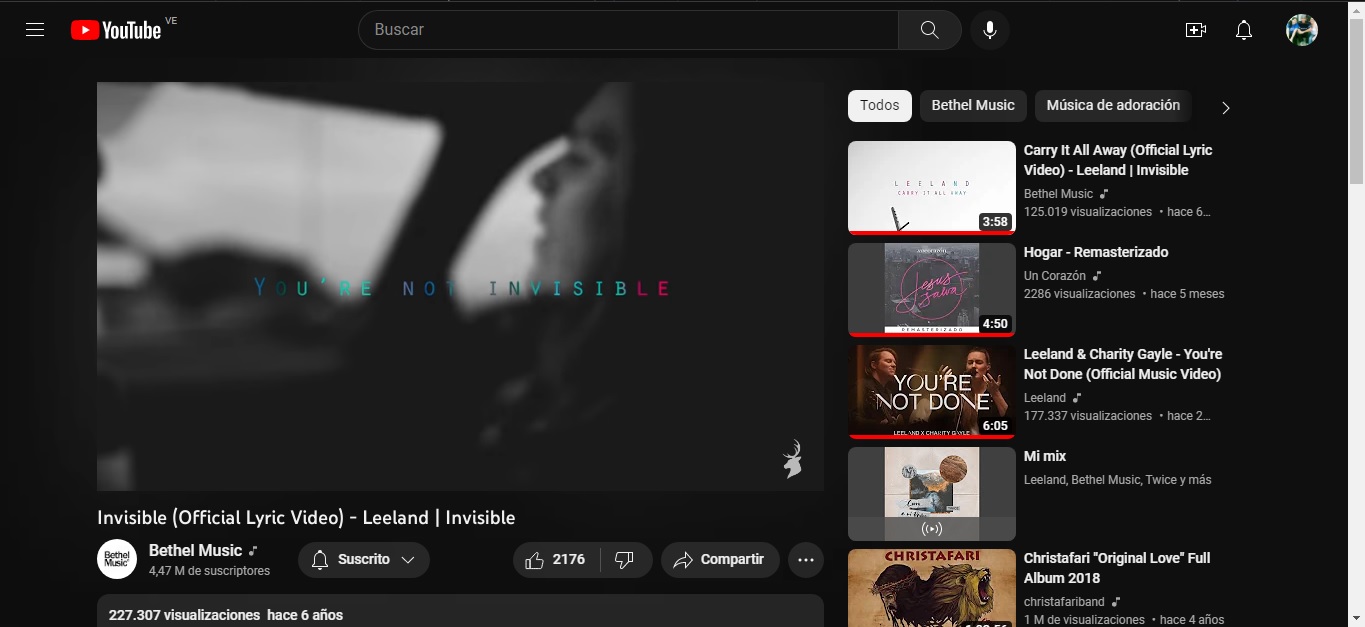 YouTube VE
Buscar
YOU'RE NOT INVISIBLE
Invisible (Official Lyric Video) - Leeland | Invisible
Bethel Music
Bethel Music
4,47 M de suscriptores
Suscrito
2176
Compartir
227.307 visualizaciones hace 6 años
Todos
Bethel Music
Música de adoración
LEELAND
CARRY IT ALL AWAY
3:58
Carry It All Away (Official Lyric
Video) - Leeland | Invisible
Bethel Music
125.019 visualizaciones • hace 6...
Jesus
salva
REMASTERIZADO
4:50
Hogar - Remasterizado
Un Corazón
2286 visualizaciones • hace 5 meses
YOU'RE
NOT DONE
LEELAND X CHARITY GAYLE
6:05
Leeland & Charity Gayle - You're
Not Done (Official Music Video)
Leeland
177.337 visualizaciones • hace 2...
Mi mix
Leeland, Bethel Music, Twice y más
CHRISTAFARI
Christafari "Original Love" Full
Album 2018
christafariband
1 M de visualizaciones • hace 4 años